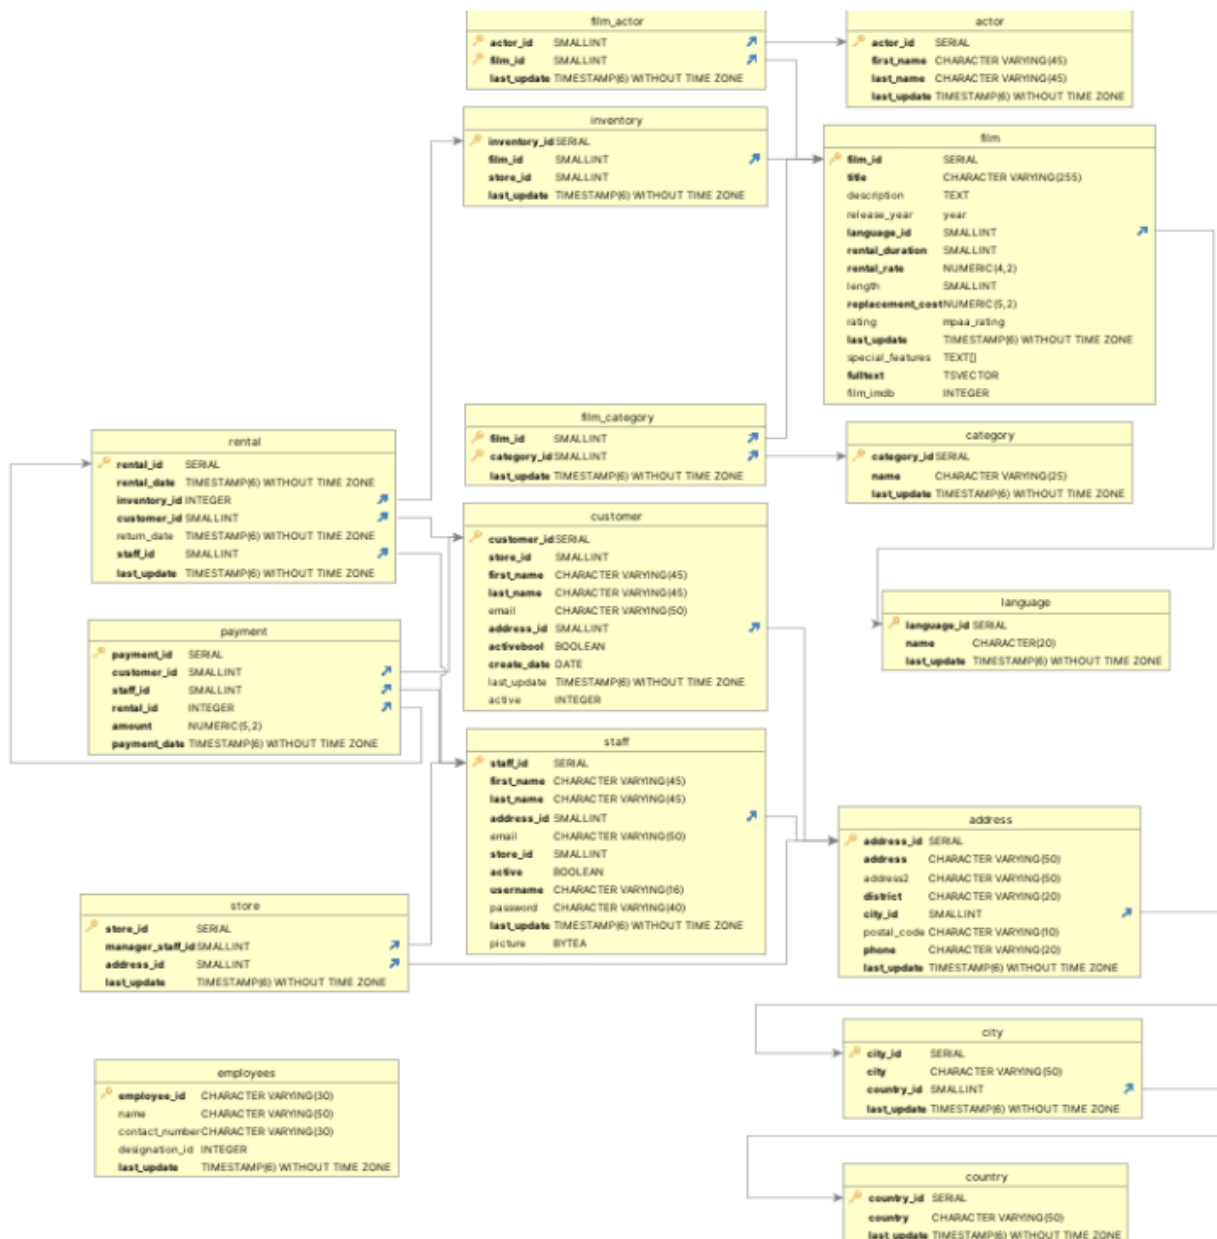 film_actor
actor_id SMALLINT
film_id SMALLINT
last_update TIMESTAMP(6) WITHOUT TIME ZONE
actor
actor_id SERIAL
first_name CHARACTER VARYING(45)
last_name CHARACTER VARYING(45)
last_update TIMESTAMP(6) WITHOUT TIME ZONE
inventory
inventory_id SERIAL
film_id SMALLINT
store_id SMALLINT
last_update TIMESTAMP(6) WITHOUT TIME ZONE
film
film_id SERIAL
title CHARACTER VARYING(255)
description TEXT
release_year year
language_id SMALLINT
rental_duration SMALLINT
rental_rate NUMERIC(4,2)
length SMALLINT
replacement_cost NUMERIC(5,2)
rating mpaa_rating
last_update TIMESTAMP(6) WITHOUT TIME ZONE
special_features TEXT[]
fulltext TSVECTOR
film_imdb INTEGER
film_category
film_id SMALLINT
category_id SMALLINT
last_update TIMESTAMP(6) WITHOUT TIME ZONE
category
category_id SERIAL
name CHARACTER VARYING(25)
last_update TIMESTAMP(6) WITHOUT TIME ZONE
rental
rental_id SERIAL
rental_date TIMESTAMP(6) WITHOUT TIME ZONE
inventory_id INTEGER
customer_id SMALLINT
return_date TIMESTAMP(6) WITHOUT TIME ZONE
staff_id SMALLINT
last_update TIMESTAMP(6) WITHOUT TIME ZONE
customer
customer_id SERIAL
store_id SMALLINT
first_name CHARACTER VARYING(45)
last_name CHARACTER VARYING(45)
email CHARACTER VARYING(50)
address_id SMALLINT
activebool BOOLEAN
create_date DATE
last_update TIMESTAMP(6) WITHOUT TIME ZONE
active INTEGER
language
language_id SERIAL
name CHARACTER(20)
last_update TIMESTAMP(6) WITHOUT TIME ZONE
payment
payment_id SERIAL
customer_id SMALLINT
staff_id SMALLINT
rental_id INTEGER
amount NUMERIC(5,2)
payment_date TIMESTAMP(6) WITHOUT TIME ZONE
staff
staff_id SERIAL
first_name CHARACTER VARYING(45)
last_name CHARACTER VARYING(45)
address_id SMALLINT
email CHARACTER VARYING(50)
store_id SMALLINT
active BOOLEAN
username CHARACTER VARYING(16)
password CHARACTER VARYING(40)
last_update TIMESTAMP(6) WITHOUT TIME ZONE
picture BYTEA
address
address_id SERIAL
address CHARACTER VARYING(50)
address2 CHARACTER VARYING(50)
district CHARACTER VARYING(20)
city_id SMALLINT
postal_code CHARACTER VARYING(10)
phone CHARACTER VARYING(20)
last_update TIMESTAMP(6) WITHOUT TIME ZONE
store
store_id SERIAL
manager_staff_id SMALLINT
address_id SMALLINT
last_update TIMESTAMP(6) WITHOUT TIME ZONE
city
city_id SERIAL
city CHARACTER VARYING(50)
country_id SMALLINT
last_update TIMESTAMP(6) WITHOUT TIME ZONE
employees
employee_id CHARACTER VARYING(30)
name CHARACTER VARYING(50)
contact_number CHARACTER VARYING(30)
designation_id INTEGER
last_update TIMESTAMP(6) WITHOUT TIME ZONE
country
country_id SERIAL
country CHARACTER VARYING(50)
last_update TIMESTAMP(6) WITHOUT TIME ZONE